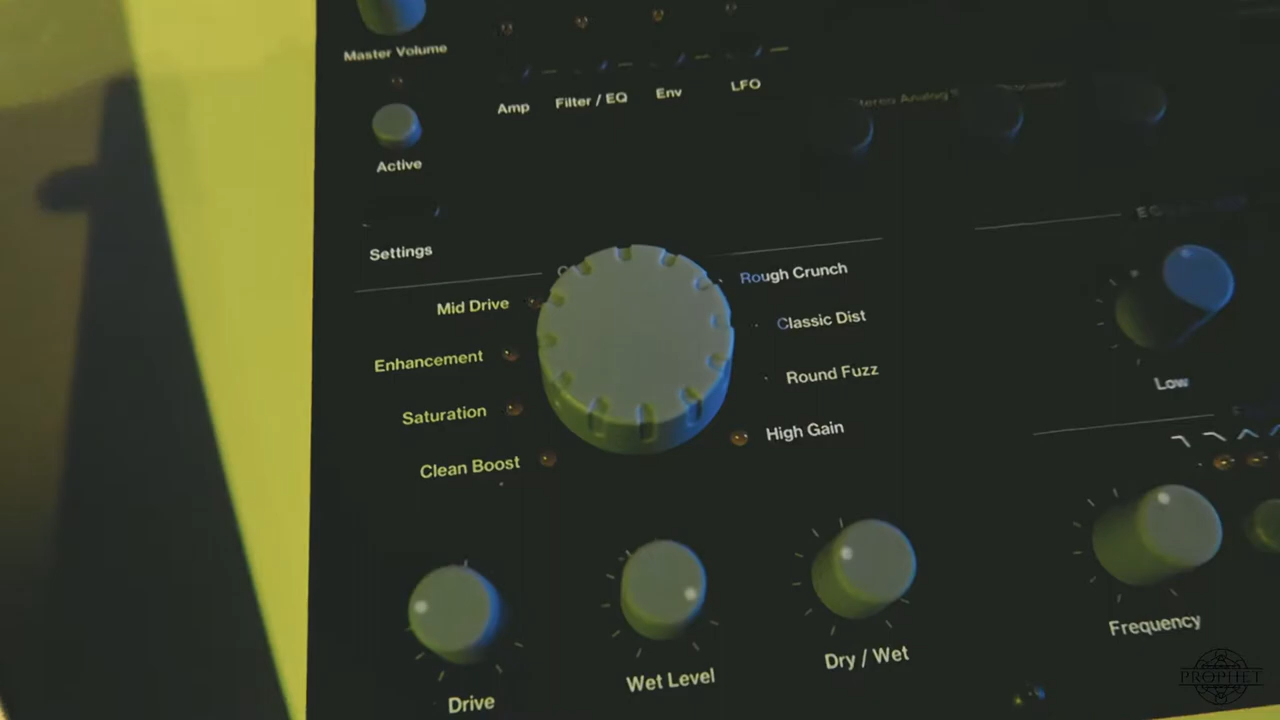 Master Volume
Amp
Filter / EQ
Env
LFO
Active
Settings
Mid Drive
Enhancement
Saturation
Clean Boost
Rough Crunch
Classic Dist
Round Fuzz
High Gain
Low
Drive
Wet Level
Dry / Wet
Frequency
PROPHET